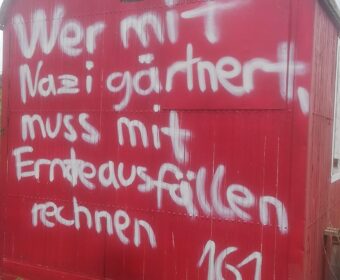 Wer mit
Nazi gärtnert,
muss mit
Ernteausfällen
rechnen
161